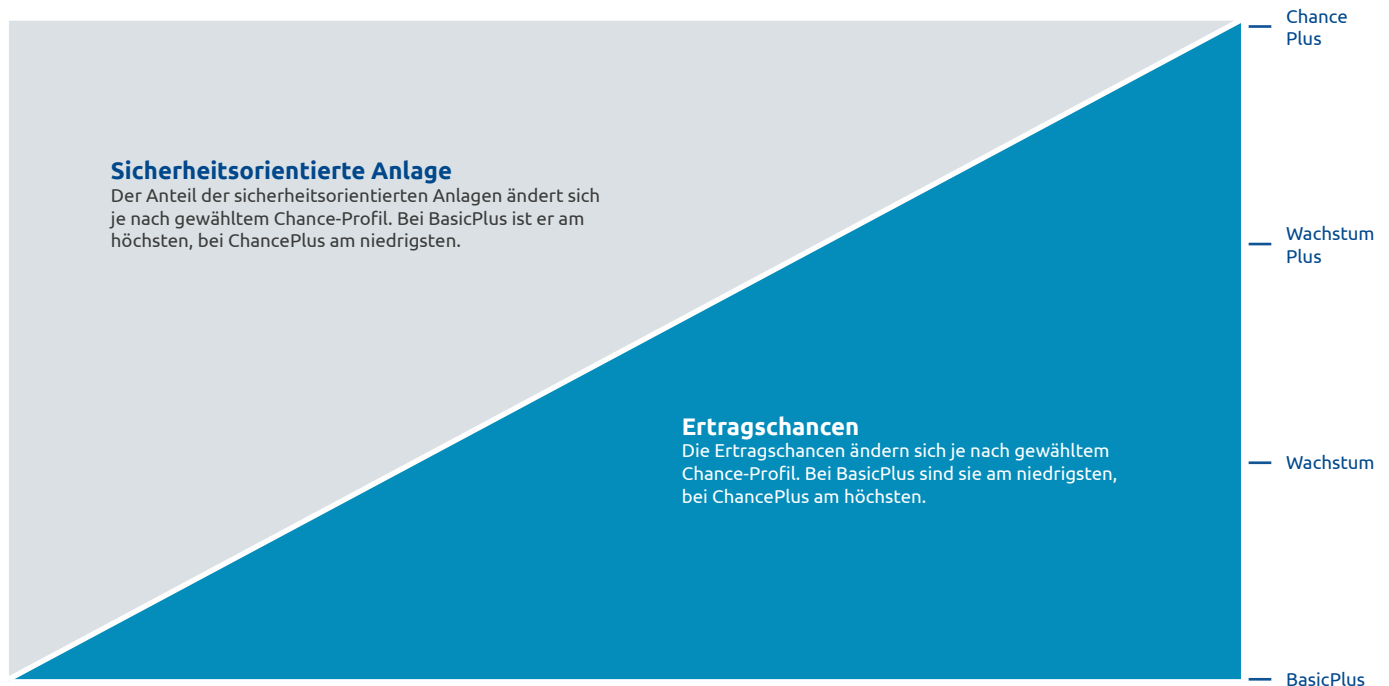 Chance
Plus
Sicherheitsorientierte Anlage
Der Anteil der sicherheitsorientierten Anlagen ändert sich
je nach gewähltem Chance-Profil. Bei BasicPlus ist er am
höchsten, bei ChancePlus am niedrigsten.
Wachstum
Plus
Ertragschancen
Die Ertragschancen ändern sich je nach gewähltem
Chance-Profil. Bei BasicPlus sind sie am niedrigsten,
bei ChancePlus am höchsten.
Wachstum
BasicPlus